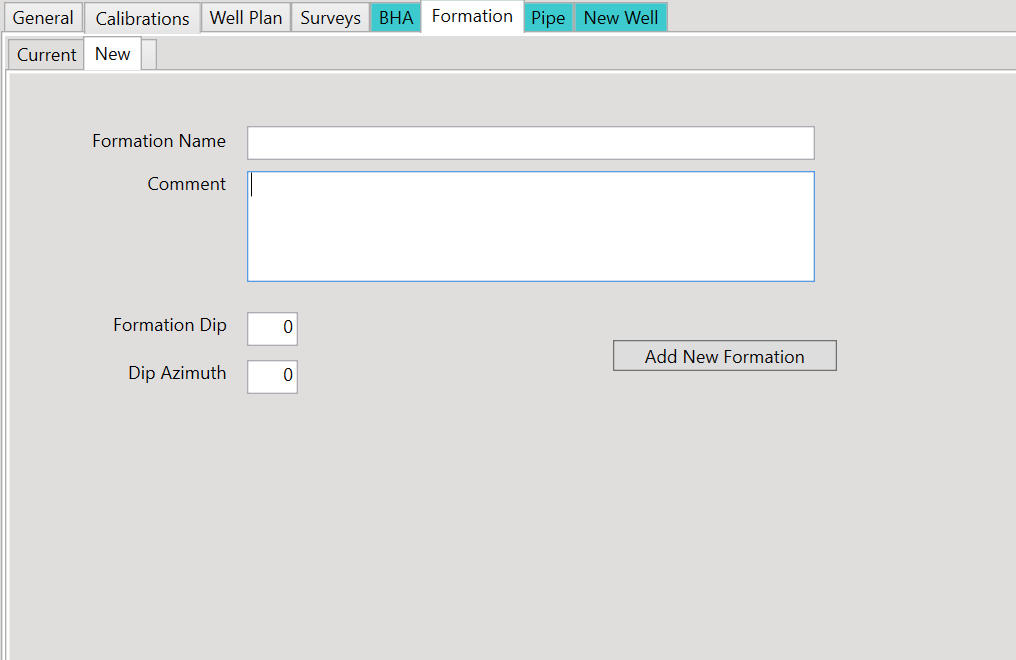 General Calibrations Well Plan Surveys BHA Formation Pipe New Well
Current New
Formation Name
Comment
Formation Dip 0
Add New Formation
Dip Azimuth 0